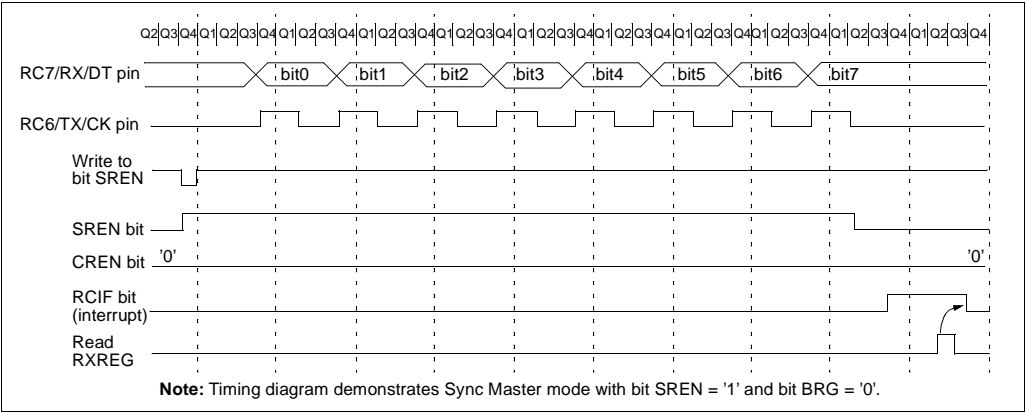 Q2 Q3 Q4 Q1 Q2 Q3 Q4 Q1 Q2 Q3 Q4 Q1 Q2 Q3 Q4 Q1 Q2 Q3 Q4 Q1 Q2 Q3 Q4 Q1 Q2 Q3 Q4 Q1 Q2 Q3 Q4 Q1 Q2 Q3 Q4 Q1 Q2 Q3 Q4 Q1 Q2 Q3 Q4
RC7/RX/DT pin bit0 bit1 bit2 bit3 bit4 bit5 bit6 bit7
RC6/TX/CK pin
Write to
bit SREN
SREN bit
CREN bit '0' '0'
RCIF bit
(interrupt)
Read
RXREG
Note: Timing diagram demonstrates Sync Master mode with bit SREN = '1' and bit BRG = '0'.